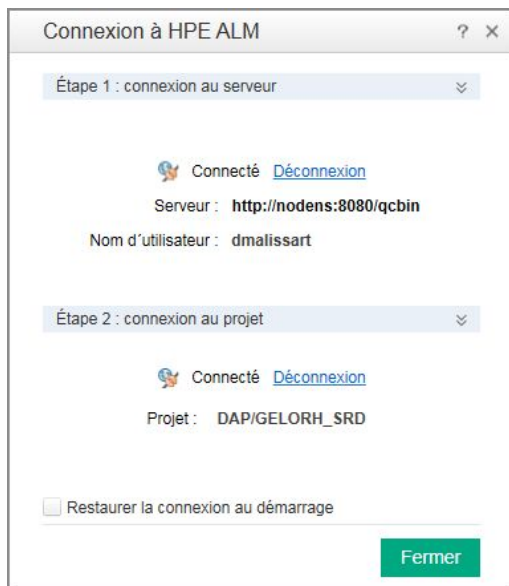 Connexion à HPE ALM ? ×
Étape 1 : connexion au serveur
Connecté Déconnexion
Serveur : http://nodens:8080/qcbin
Nom d´utilisateur : dmalissart
Étape 2 : connexion au projet
Connecté Déconnexion
Projet : DAP/GELORH_SRD
Restaurer la connexion au démarrage
Fermer